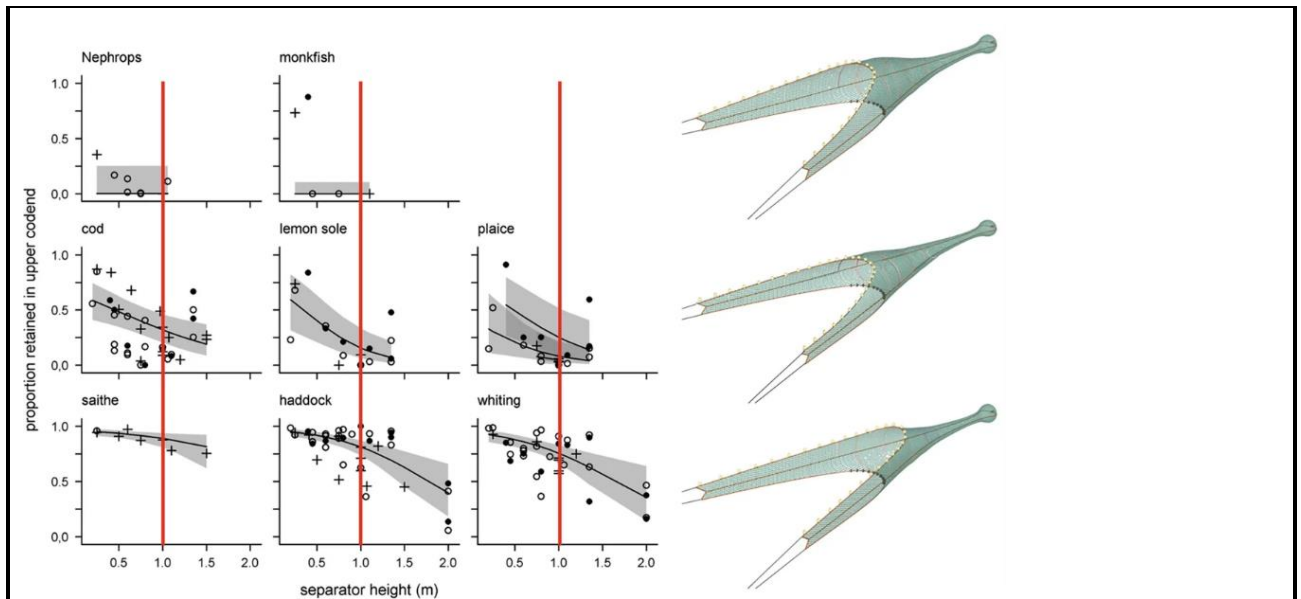 Nephrops
monkfish
1.0
0.5
0,0
cod
lemon sole
plaice
1.0
0.5
0.0
saithe
haddock
whiting
1.0
0.5
0,0
0.5 1.0 1.5 2.0
0.5 1.0 1.5 2.0
0.5 1.0 1.5 2.0
proportion retained in upper codend
separator height (m)